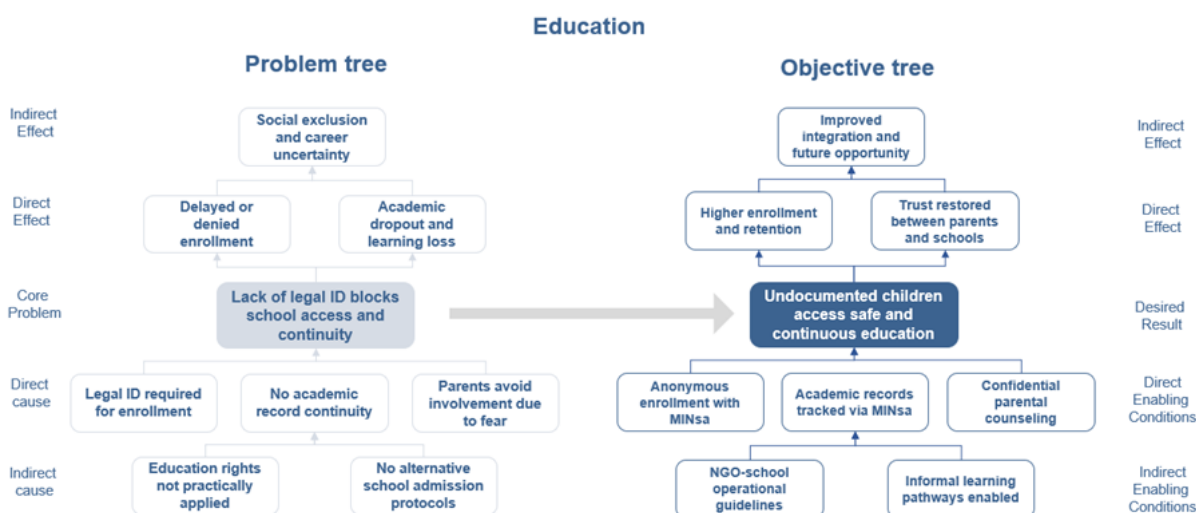 Education
Problem tree
Objective tree
Indirect
Effect
Social exclusion
and career
uncertainty
Improved
integration and
future opportunity
Indirect
Effect
Direct
Effect
Delayed or
denied
enrollment
Academic
dropout and
learning loss
Higher enrollment
and retention
Trust restored
between parents
and schools
Direct
Effect
Core
Problem
Lack of legal ID blocks
school access and
continuity
Undocumented children
access safe and
continuous education
Desired
Result
Direct
cause
Legal ID required
for enrollment
No academic
record continuity
Parents avoid
involvement due
to fear
Anonymous
enrollment with
MINsa
Academic records
tracked via MINsa
Confidential
parental
counseling
Direct
Enabling
Conditions
Indirect
cause
Education rights
not practically
applied
No alternative
school admission
protocols
NGO-school
operational
guidelines
Informal learning
pathways enabled
Indirect
Enabling
Conditions